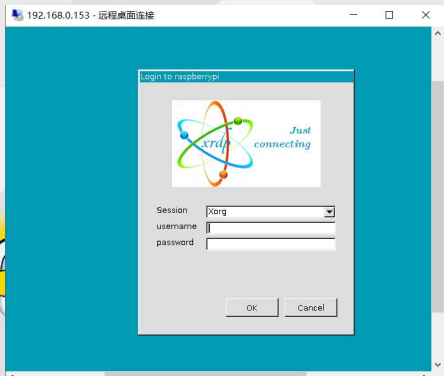 192.168.0.153 - 远程桌面连接
Login to raspberrypi
Just
xrdp connecting
Session Xorg
username
password
OK Cancel